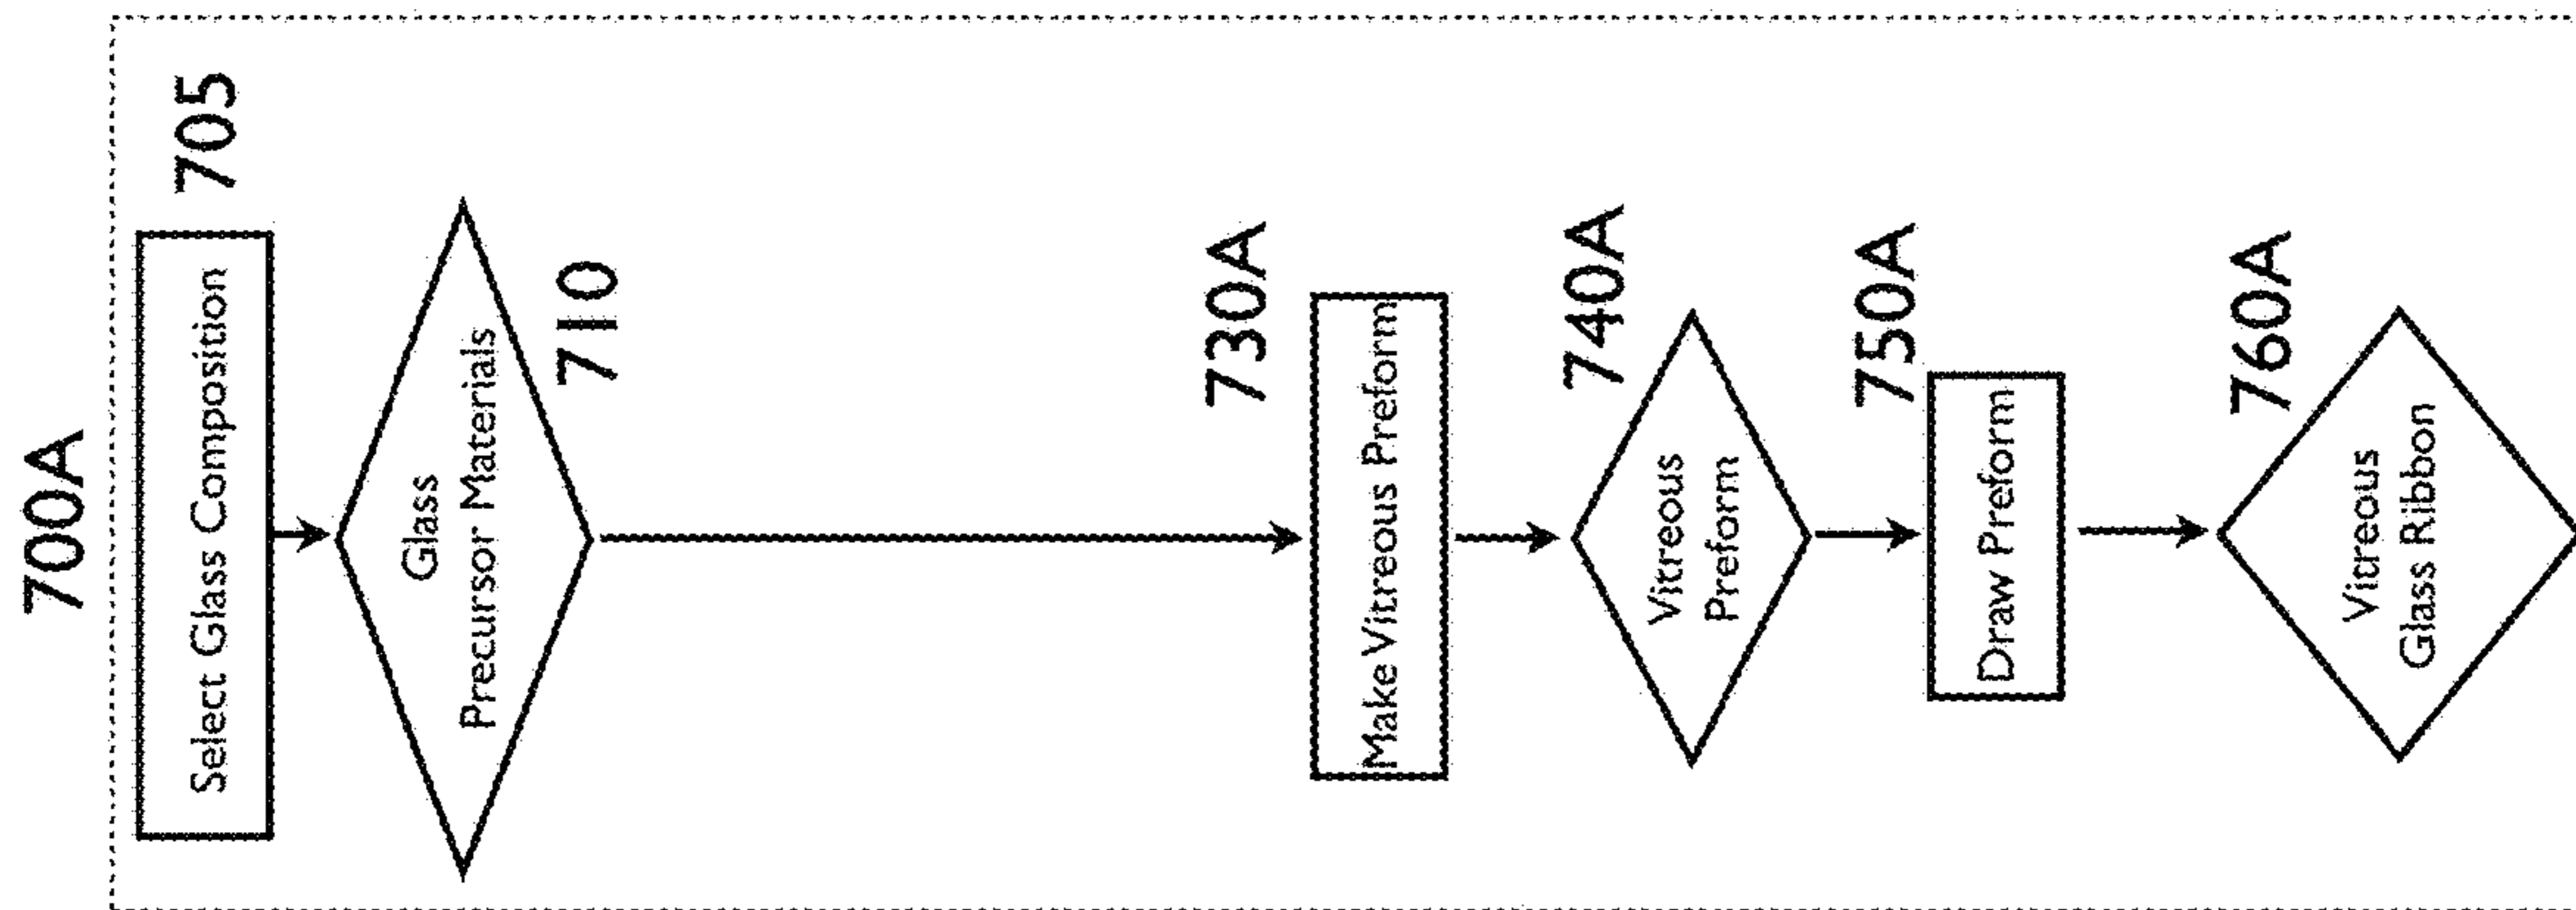 700A
Select Glass Composition
705
Glass
Precursor Materials
710
730A
Make Vitreous Preform
740A
Vitreous
Preform
750A
Draw Preform
760A
Vitreous
Glass Ribbon